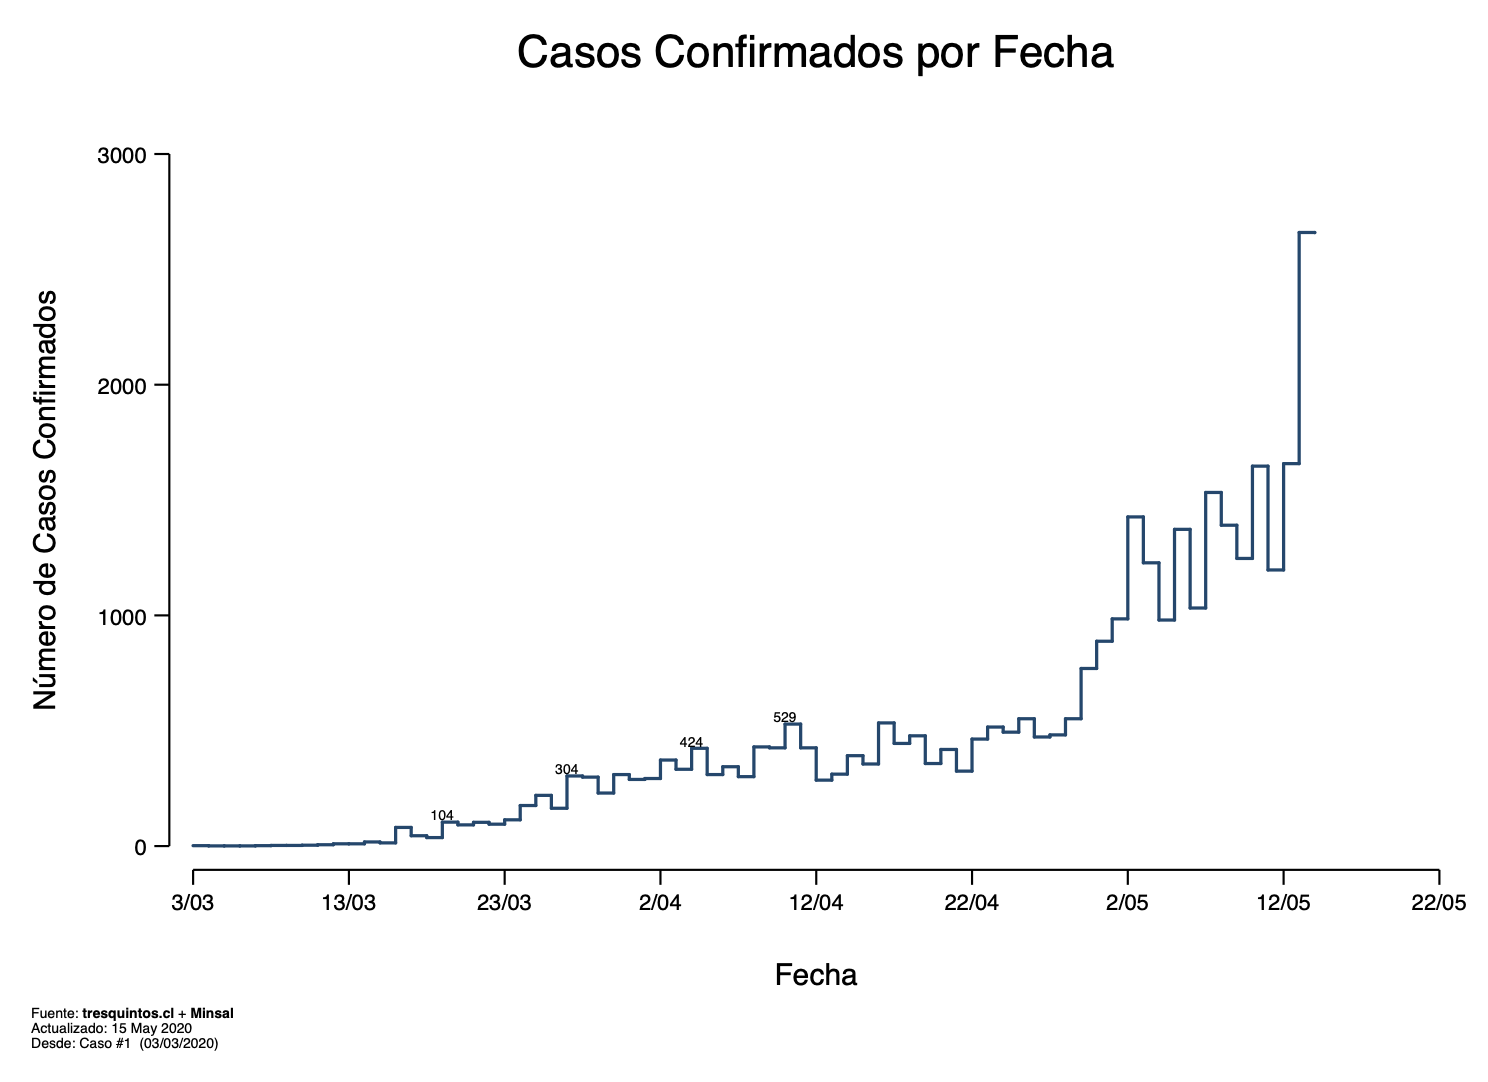 Casos Confirmados por Fecha
3000
2000
1000
0
Número de Casos Confirmados
529
424
304
104
3/03 13/03 23/03 2/04 12/04 22/04 2/05 12/05 22/05
Fecha
Fuente: tresquintos.cl + Minsal
Actualizado: 15 May 2020
Desde: Caso #1 (03/03/2020)